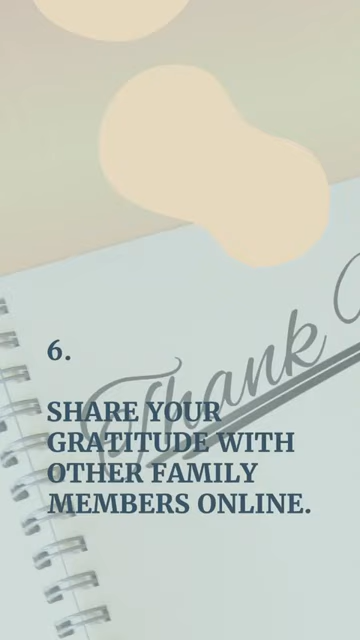 6.
Thank
SHARE YOUR
GRATITUDE WITH
OTHER FAMILY
MEMBERS ONLINE.